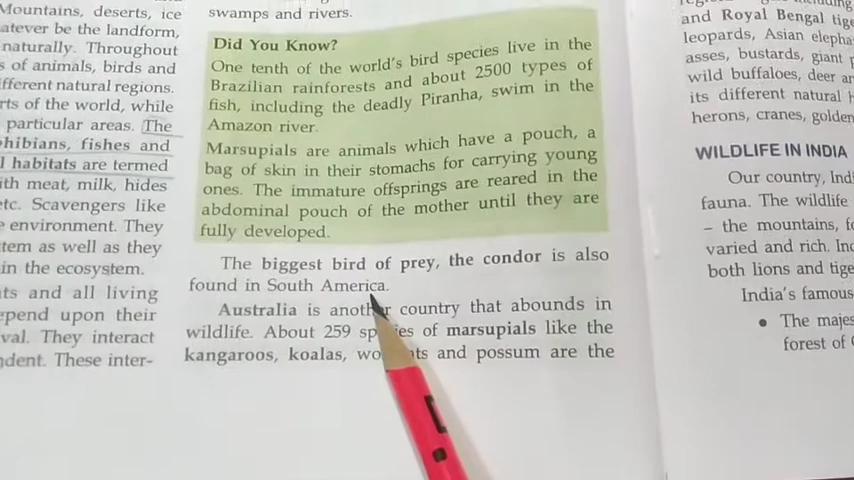 Mountains, deserts, ice
atever be the landform,
naturally. Throughout
s of animals, birds and
fferent natural regions.
rts of the world, while
particular areas. The
hibians, fishes and
l habitats are termed
ith meat, milk, hides
etc. Scavengers like
e environment. They
tem as well as they
in the ecosystem.
ts and all living
epend upon their
val. They interact
ndent. These inter-
swamps and rivers.
Did You Know?
One tenth of the world's bird species live in the
Brazilian rainforests and about 2500 types of
fish, including the deadly Piranha, swim in the
Amazon river.
Marsupials are animals which have a pouch, a
bag of skin in their stomachs for carrying young
ones. The immature offsprings are reared in the
abdominal pouch of the mother until they are
fully developed.
The biggest bird of prey, the condor is also
found in South America.
Australia is another country that abounds in
wildlife. About 259 species of marsupials like the
kangaroos, koalas, wombats and possum are the
including
and Royal Bengal tige
leopards, Asian elepha
asses, bustards, giant p
wild buffaloes, deer an
its different natural h
herons, cranes, golden
WILDLIFE IN INDIA
Our country, Indi
fauna. The wildlife
– the mountains, fo
varied and rich. Ind
both lions and tige
India's famous
• The majes
forest of G